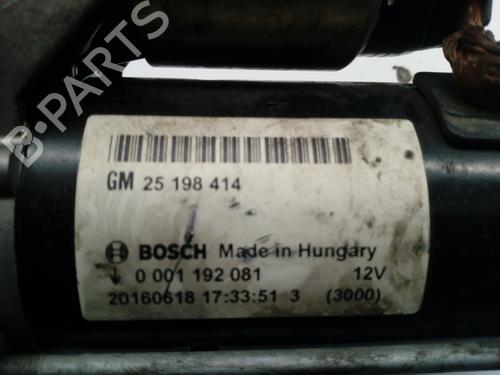 B-PARTS
GM 25 198 414
BOSCH Made in Hungary
0 001 192 081 12V
20160618 17:33:51 3 (3000)